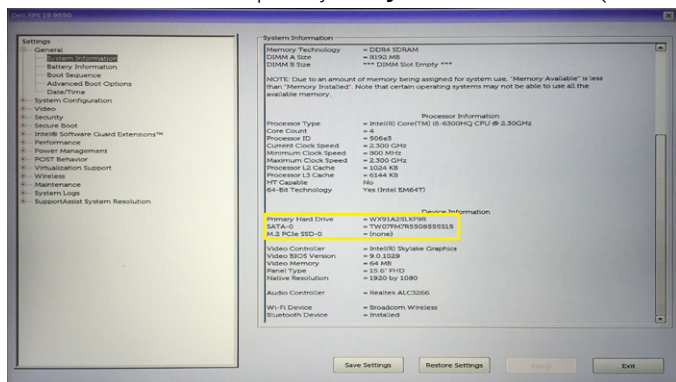 Dell XPS 15 9550
Settings
General
System Information
Battery Information
Boot Sequence
Advanced Boot Options
Date/Time
System Configuration
Video
Security
Secure Boot
Intel® Software Guard Extensions™
Performance
Power Management
POST Behavior
Virtualization Support
Wireless
Maintenance
System Logs
SupportAssist System Resolution
System Information
Memory Technology = DDR4 SDRAM
DIMM A Size = 8192 MB
DIMM B Size *** DIMM Slot Empty ***
NOTE: Due to an amount of memory being assigned for system use, "Memory Available" is less
than "Memory Installed". Note that certain operating systems may not be able to use all the
available memory.
Processor Information
Processor Type = Intel(R) Core(TM) i5-6300HQ CPU @ 2.30GHz
Core Count = 4
Processor ID = 506e3
Current Clock Speed = 2.300 GHz
Minimum Clock Speed = 800 MHz
Maximum Clock Speed = 2.300 GHz
Processor L2 Cache = 1024 KB
Processor L3 Cache = 6144 KB
HT Capable No
64-Bit Technology Yes (Intel EM64T)
Device Information
Primary Hard Drive
SATA-0
M.2 PCIe SSD-0 = (none)
Video Controller = Intel(R) Skylake Graphics
Video BIOS Version = 9.0.1029
Video Memory = 64 MB
Panel Type = 15.6" FHD
Native Resolution = 1920 by 1080
Audio Controller = Realtek ALC3266
Wi-Fi Device = Broadcom Wireless
Bluetooth Device = Installed
Save Settings Restore Settings Apply Exit